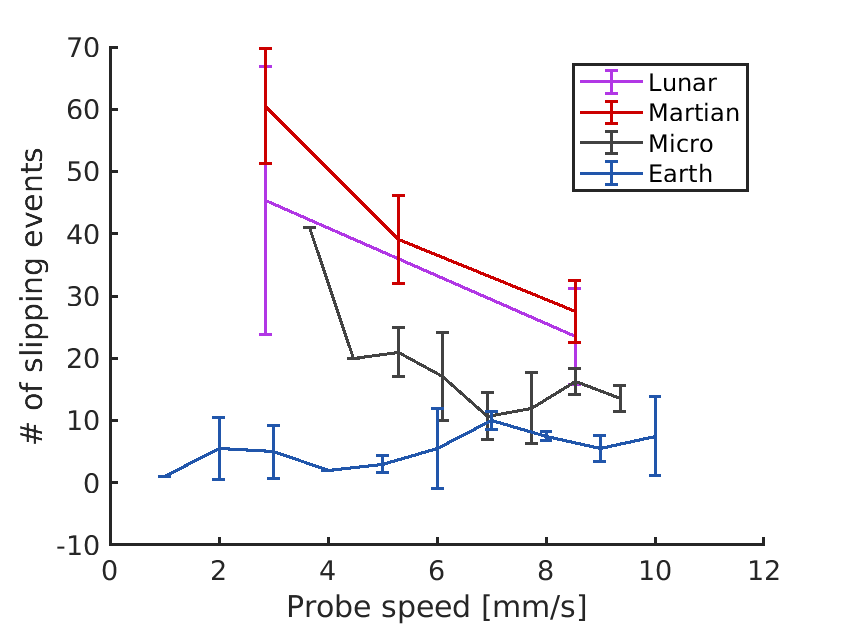 70
60
50
40
30
20
10
0
-10
# of slipping events
Lunar
Martian
Micro
Earth
0 2 4 6 8 10 12
Probe speed [mm/s]